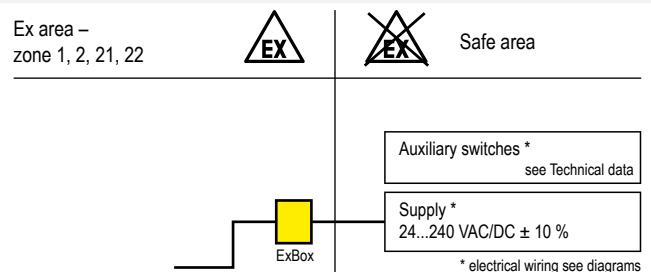 Ex area –
zone 1, 2, 21, 22
EX
EX
Safe area
Auxiliary switches *
see Technical data
Supply *
24...240 VAC/DC ± 10 %
ExBox
* electrical wiring see diagrams